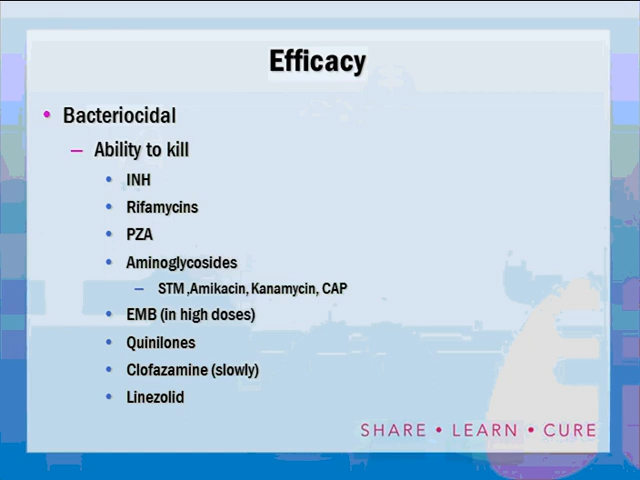 Efficacy
• Bacteriocidal
– Ability to kill
• INH
• Rifamycins
• PZA
• Aminoglycosides
– STM ,Amikacin, Kanamycin, CAP
• EMB (in high doses)
• Quinilones
• Clofazamine (slowly)
• Linezolid
SHARE • LEARN • CURE